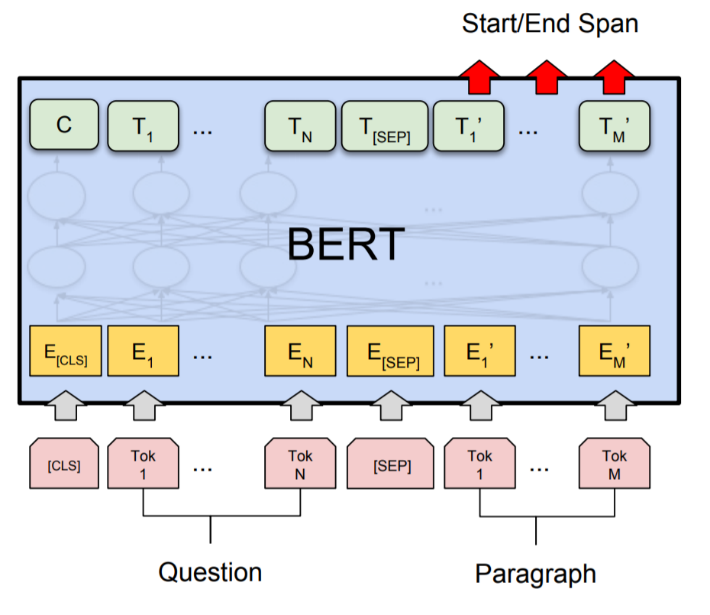 Start/End Span
C T1 ... TN T[SEP] T1' ... TM'
...
BERT
...
E[CLS] E1 ... EN E[SEP] E1' ... EM'
[CLS] Tok 1 ... Tok N [SEP] Tok 1 ... Tok M
Question Paragraph